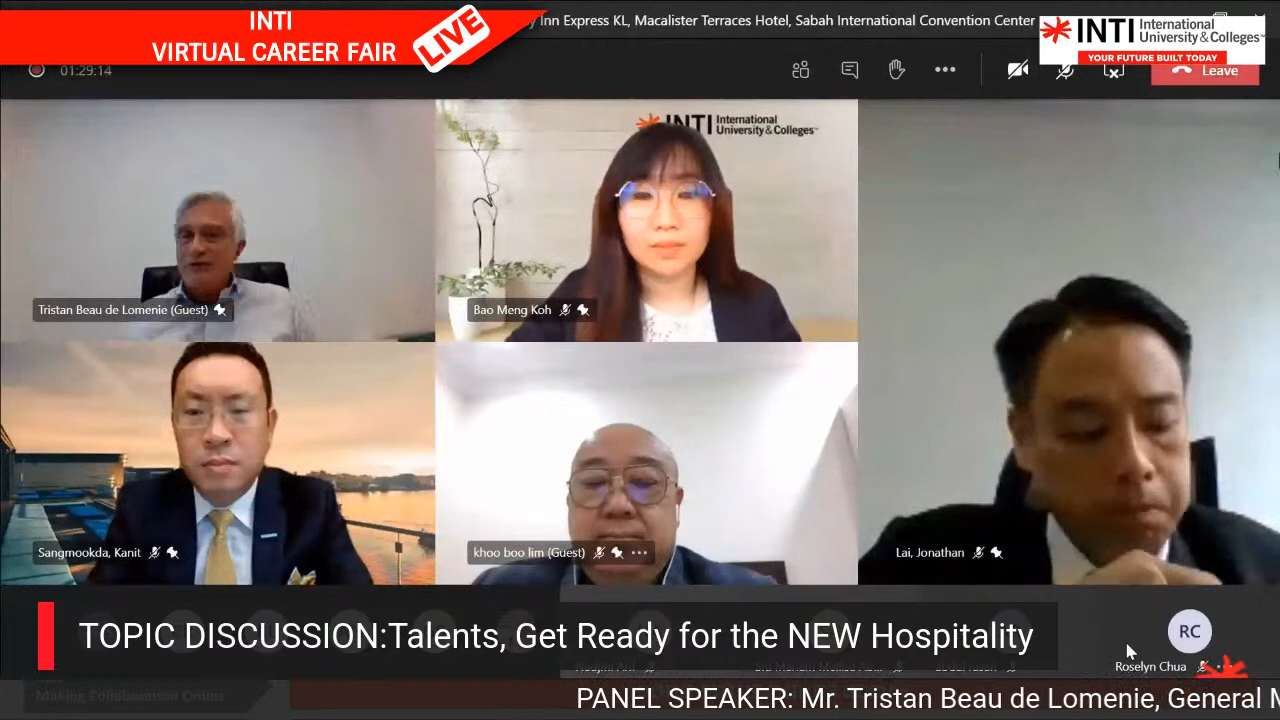 INTI
VIRTUAL CAREER FAIR
LIVE
Inn Express KL, Macalister Terraces Hotel, Sabah International Convention Center
INTI International
University & Colleges
YOUR FUTURE BUILT TODAY
01:29:14
Leave
INTI International
University & Colleges
Tristan Beau de Lomenie (Guest)
Bao Meng Koh
Sangmookda, Kanit
khoo boo lim (Guest)
Lai, Jonathan
TOPIC DISCUSSION:Talents, Get Ready for the NEW Hospitality
RC
Roselyn Chua
Making Enrollment Online
PANEL SPEAKER: Mr. Tristan Beau de Lomenie, General M